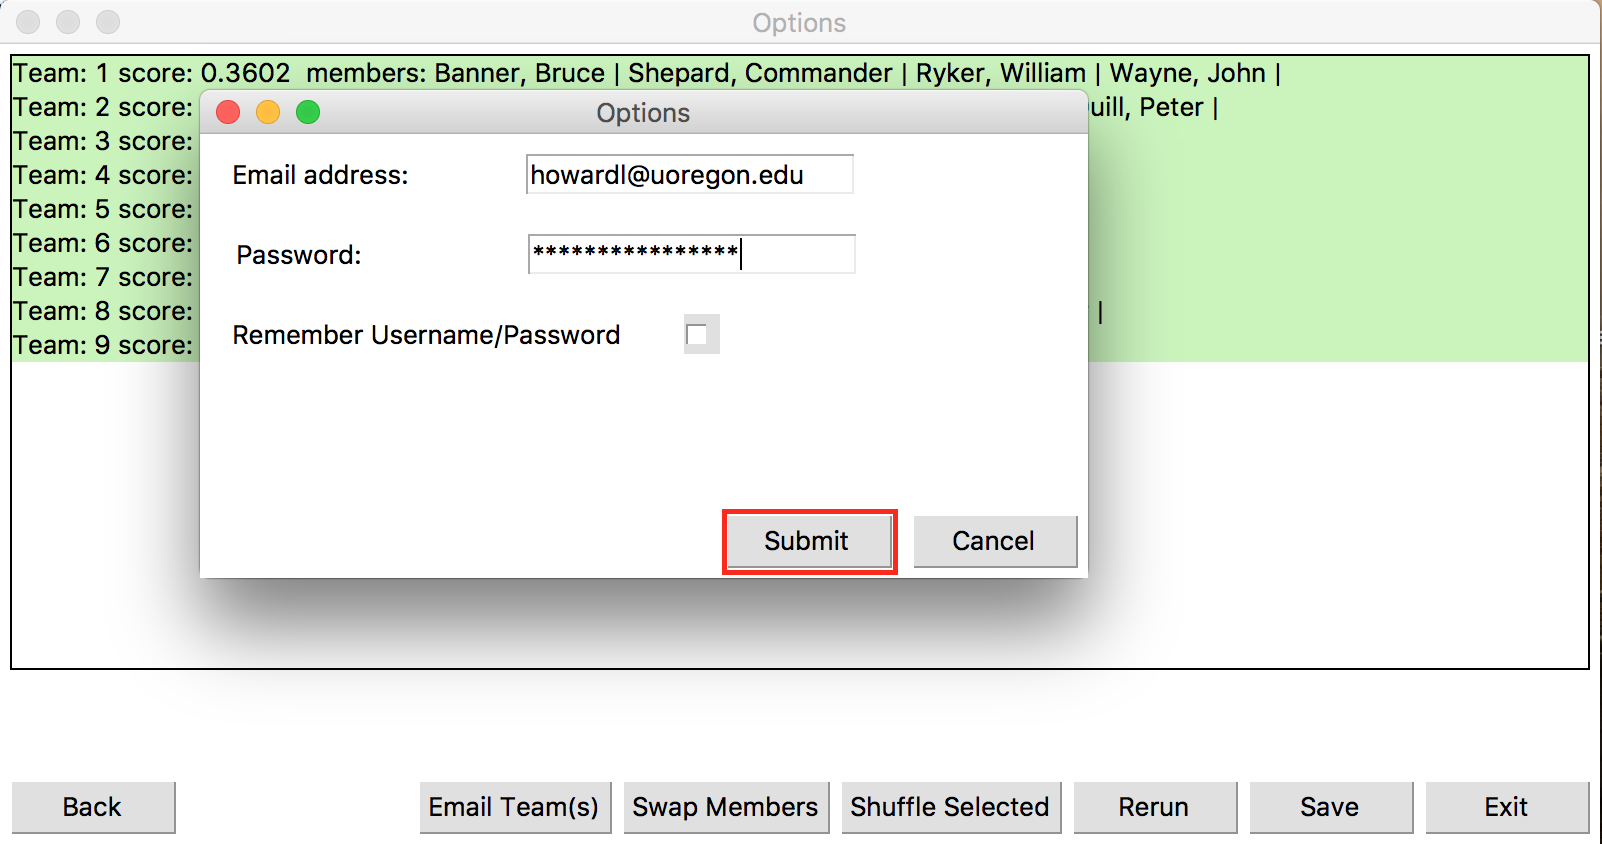 Options
Team: 1 score: 0.3602 members: Banner, Bruce | Shepard, Commander | Ryker, William | Wayne, John |
Team: 2 score: Peter |
Team: 3 score:
Team: 4 score:
Team: 5 score:
Team: 6 score:
Team: 7 score:
Team: 8 score: |
Team: 9 score:
Options
Email address: howardl@uoregon.edu
Password: ****************
Remember Username/Password
Submit Cancel
Back Email Team(s) Swap Members Shuffle Selected Rerun Save Exit